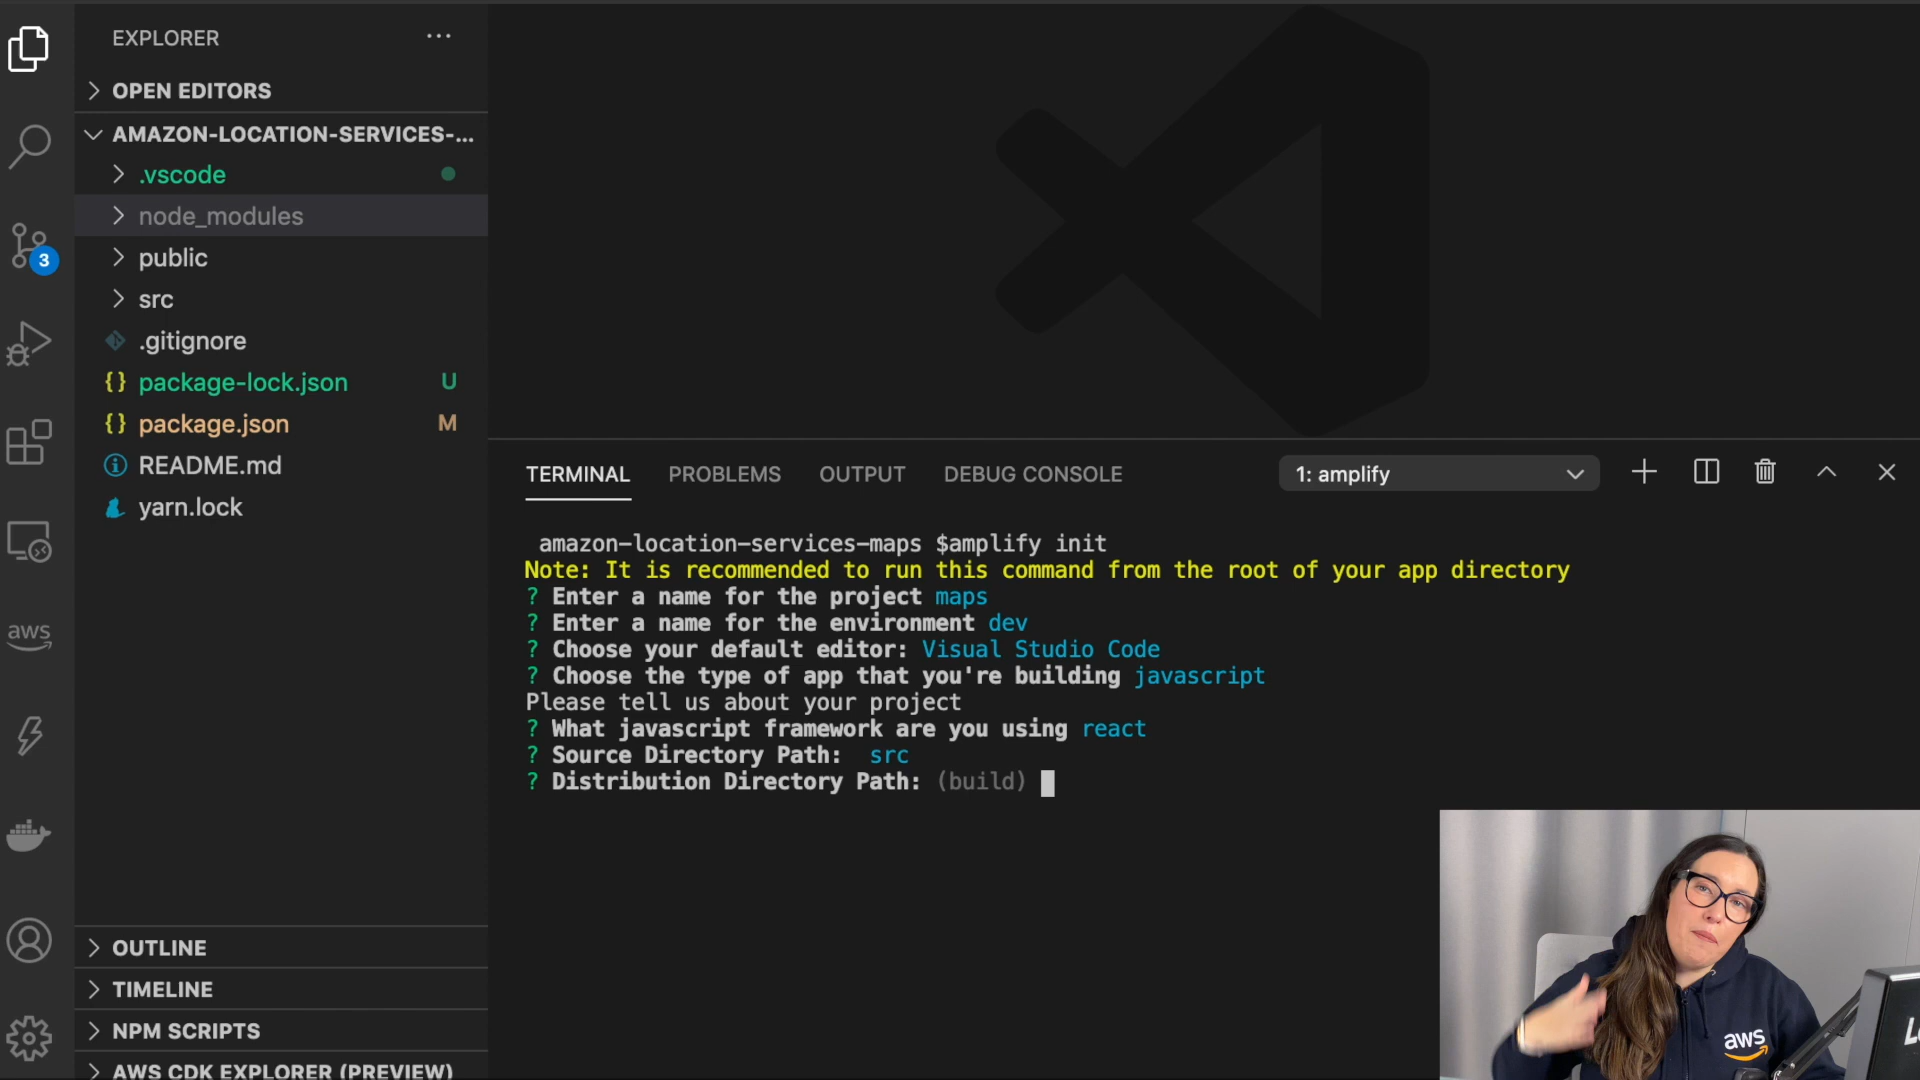 EXPLORER
OPEN EDITORS
AMAZON-LOCATION-SERVICES-...
.vscode
node_modules
public
src
.gitignore
{} package-lock.json U
{} package.json M
README.md
yarn.lock
3
aws
OUTLINE
TIMELINE
NPM SCRIPTS
AWS CDK EXPLORER (PREVIEW)
TERMINAL PROBLEMS OUTPUT DEBUG CONSOLE 1: amplify
amazon-location-services-maps $amplify init
Note: It is recommended to run this command from the root of your app directory
? Enter a name for the project maps
? Enter a name for the environment dev
? Choose your default editor: Visual Studio Code
? Choose the type of app that you're building javascript
Please tell us about your project
? What javascript framework are you using react
? Source Directory Path: src
? Distribution Directory Path: (build)
aws